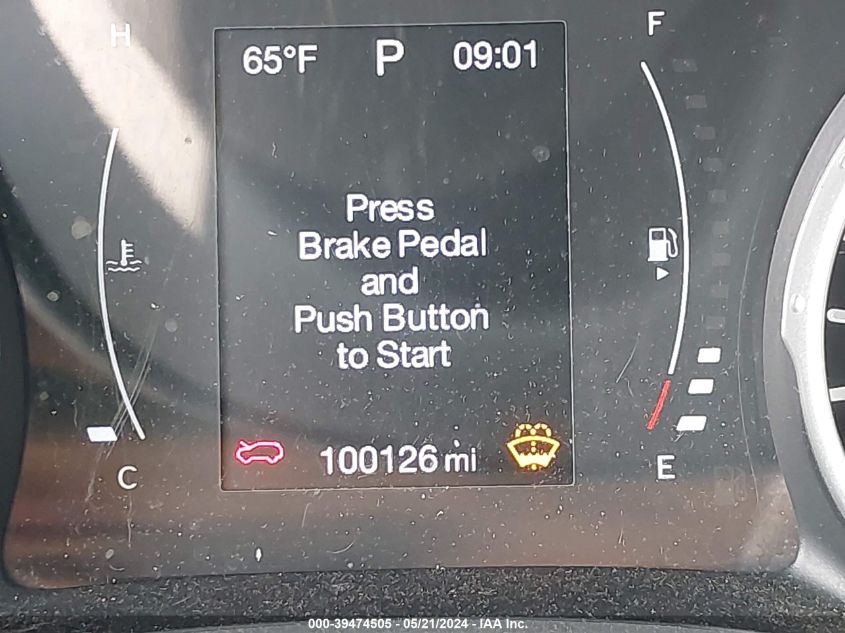 H
F
65°F P 09:01
Press
Brake Pedal
and
Push Button
to Start
100126 mi
C
E
000-39474505 - 05/21/2024 - IAA Inc.